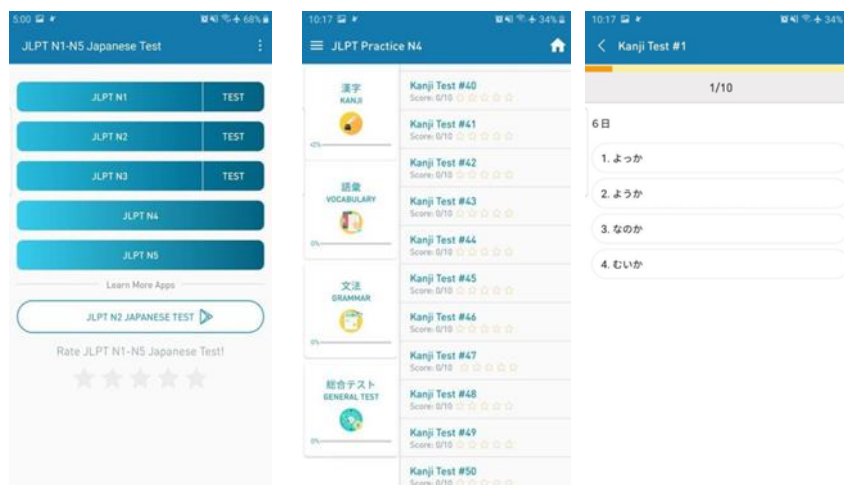 5:00
68%
JLPT N1-N5 Japanese Test
JLPT N1
TEST
JLPT N2
TEST
JLPT N3
TEST
JLPT N4
JLPT N5
Learn More Apps
JLPT N2 JAPANESE TEST
Rate JLPT N1-N5 Japanese Test!
10:17
34%
JLPT Practice N4
漢字
KANJI
<2%
語彙
VOCABULARY
0%
文法
GRAMMAR
0%
総合テスト
GENERAL TEST
0%
Kanji Test #40
Score: 0/10
Kanji Test #41
Score: 0/10
Kanji Test #42
Score: 0/10
Kanji Test #43
Score: 0/10
Kanji Test #44
Score: 0/10
Kanji Test #45
Score: 0/10
Kanji Test #46
Score: 0/10
Kanji Test #47
Score: 0/10
Kanji Test #48
Score: 0/10
Kanji Test #49
Score: 0/10
Kanji Test #50
Score: 0/10
10:17
34%
Kanji Test #1
1/10
6日
1. よっか
2. ようか
3. なのか
4. むいか